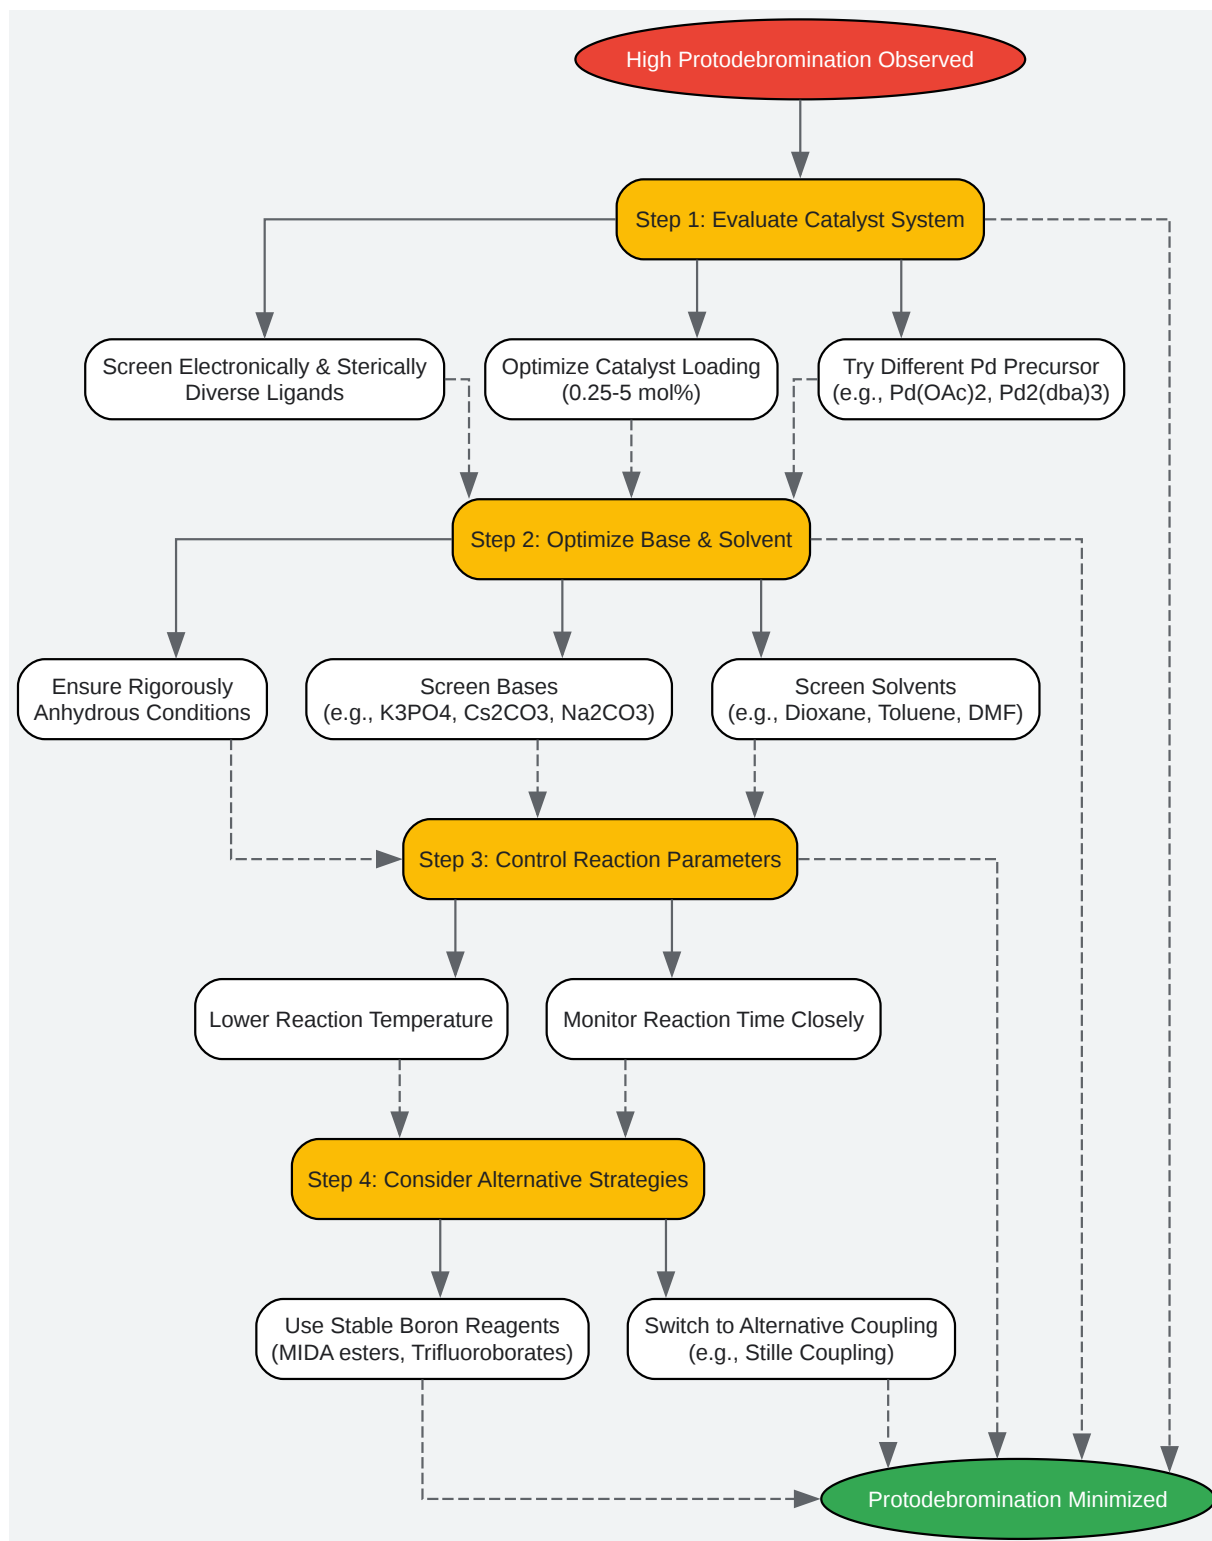 High Protodebromination Observed
Step 1: Evaluate Catalyst System
Screen Electronically & Sterically
Diverse Ligands
Optimize Catalyst Loading
(0.25-5 mol%)
Try Different Pd Precursor
(e.g., Pd(OAc)2, Pd2(dba)3)
Step 2: Optimize Base & Solvent
Ensure Rigorously
Anhydrous Conditions
Screen Bases
(e.g., K3PO4, Cs2CO3, Na2CO3)
Screen Solvents
(e.g., Dioxane, Toluene, DMF)
Step 3: Control Reaction Parameters
Lower Reaction Temperature
Monitor Reaction Time Closely
Step 4: Consider Alternative Strategies
Use Stable Boron Reagents
(MIDA esters, Trifluoroborates)
Switch to Alternative Coupling
(e.g., Stille Coupling)
Protodebromination Minimized